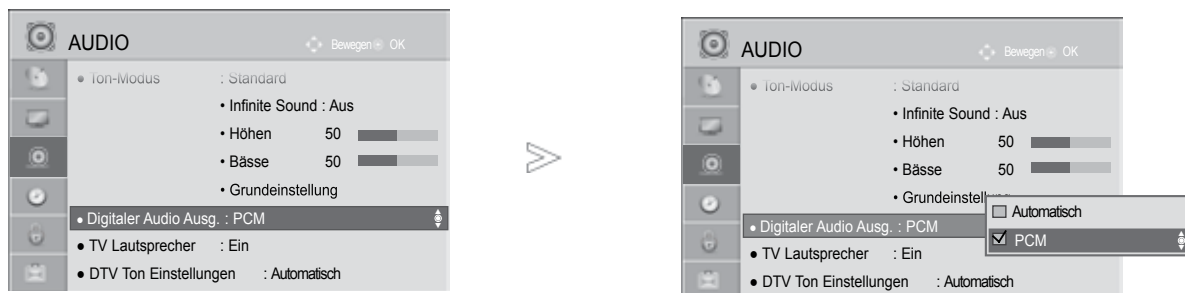 AUDIO
Bewegen OK
Ton-Modus : Standard
• Infinite Sound : Aus
• Höhen 50
• Bässe 50
• Grundeinstellung
● Digitaler Audio Ausg. : PCM
● TV Lautsprecher : Ein
● DTV Ton Einstellungen : Automatisch
AUDIO
Bewegen OK
Ton-Modus : Standard
• Infinite Sound : Aus
• Höhen 50
• Bässe 50
• Grundeinstell
● Digitaler Audio Ausg. : PCM
● TV Lautsprecher : Ein
● DTV Ton Einstellungen : Automatisch
Automatisch
PCM